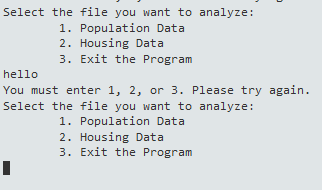 Select the file you want to analyze:
1. Population Data
2. Housing Data
3. Exit the Program
hello
You must enter 1, 2, or 3. Please try again.
Select the file you want to analyze:
1. Population Data
2. Housing Data
3. Exit the Program